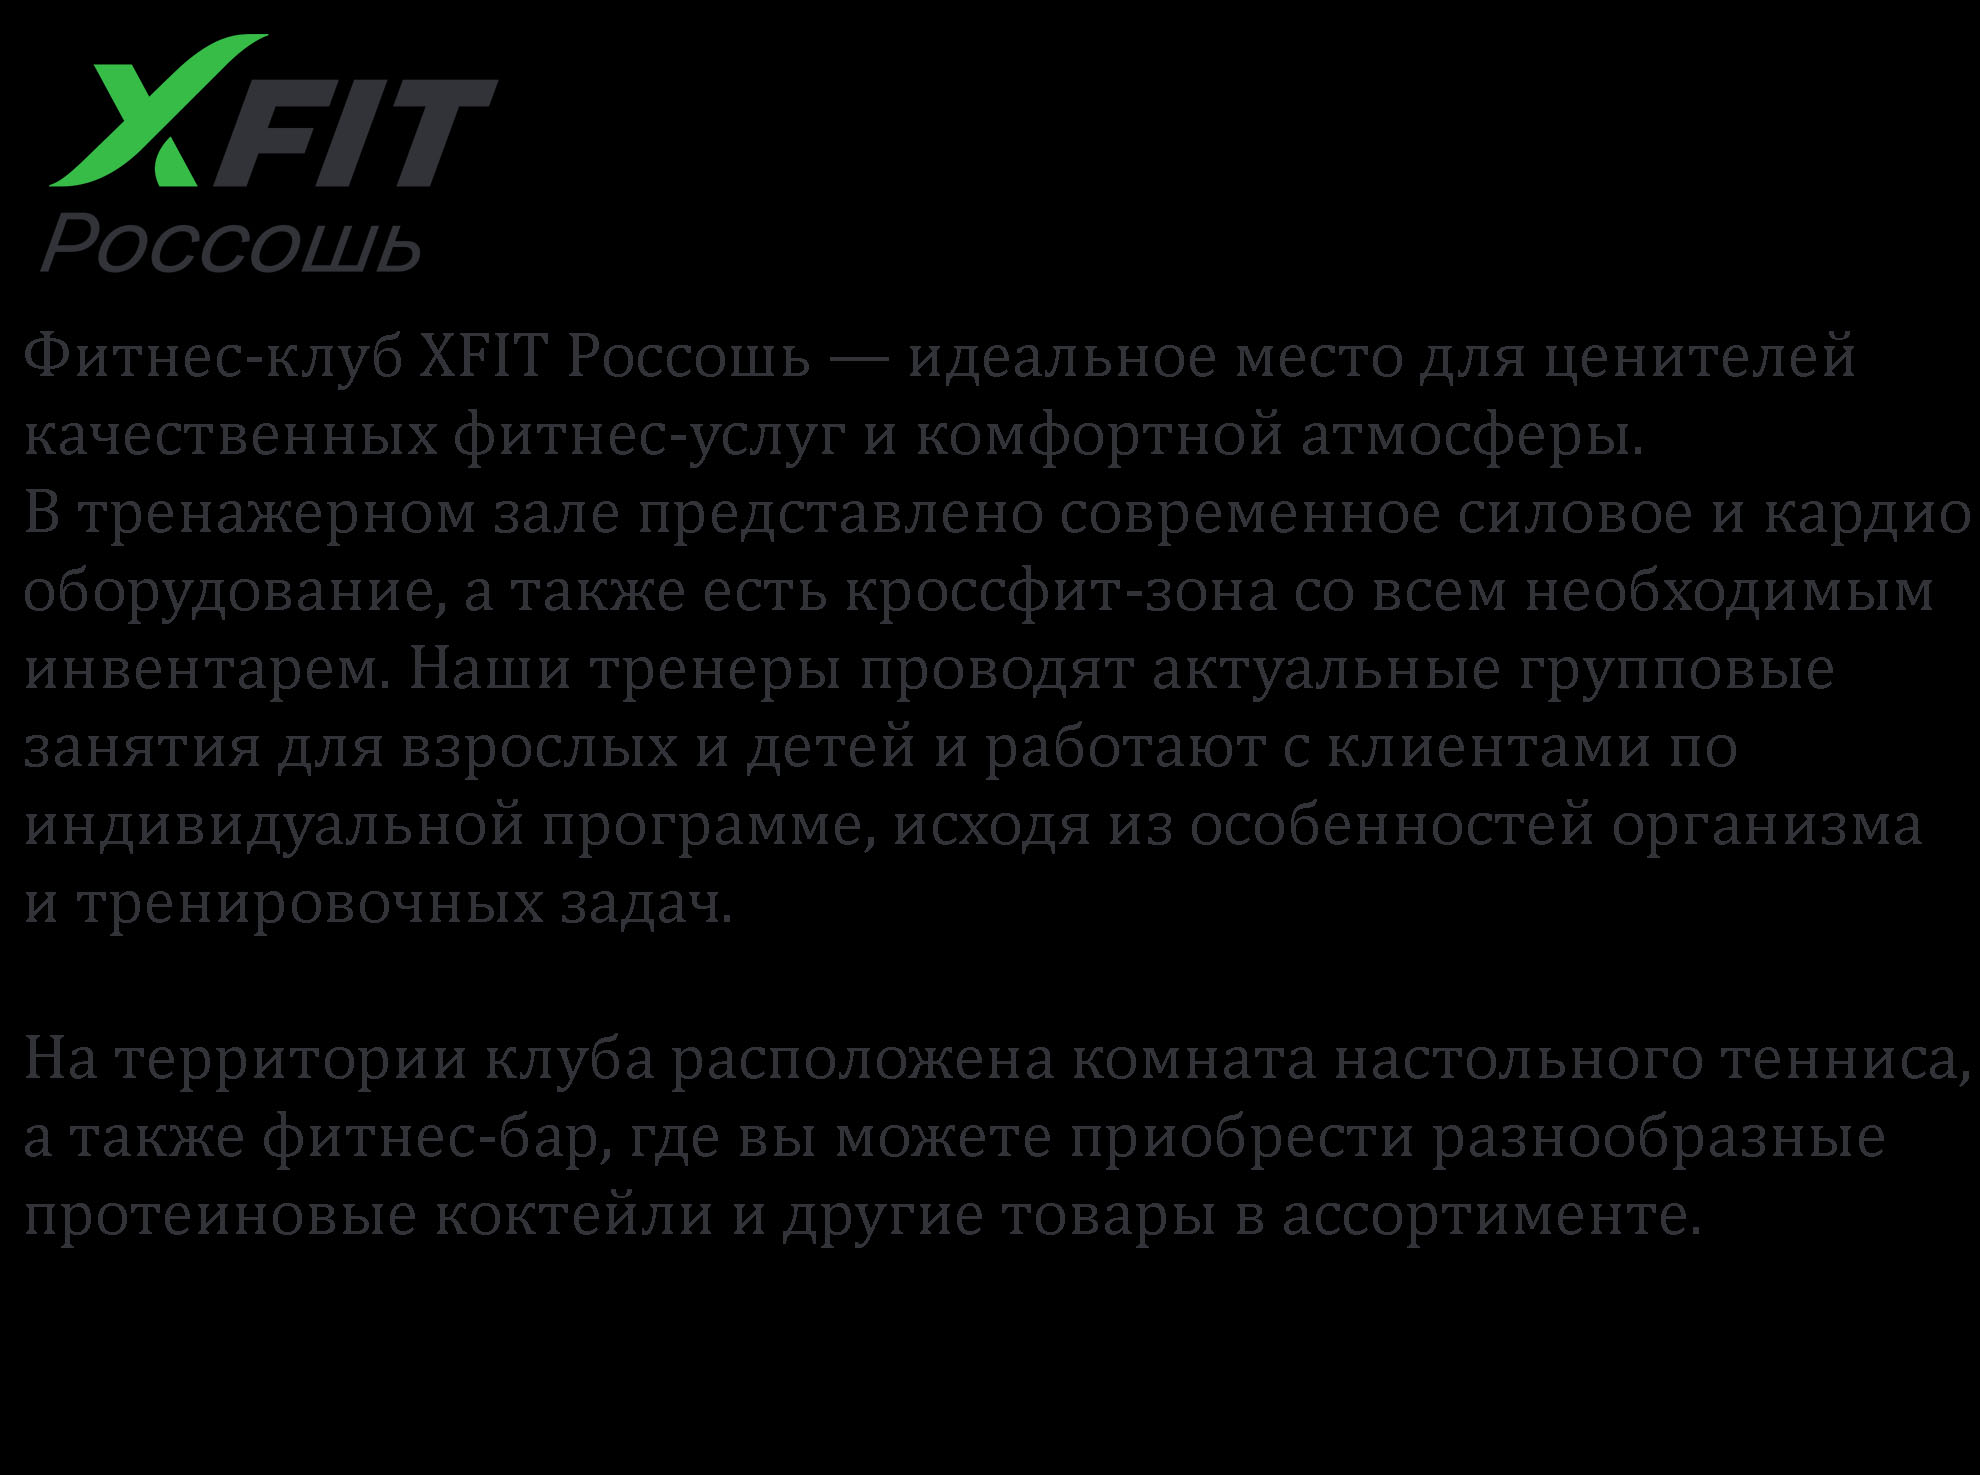 XFIT
Россошь
Фитнес-клуб XFIT Россошь — идеальное место для ценителей
качественных фитнес-услуг и комфортной атмосферы.
В тренажерном зале представлено современное силовое и кардио
оборудование, а также есть кроссфит-зона со всем необходимым
инвентарем. Наши тренеры проводят актуальные групповые
занятия для взрослых и детей и работают с клиентами по
индивидуальной программе, исходя из особенностей организма
и тренировочных задач.
На территории клуба расположена комната настольного тенниса,
а также фитнес-бар, где вы можете приобрести разнообразные
протеиновые коктейли и другие товары в ассортименте.